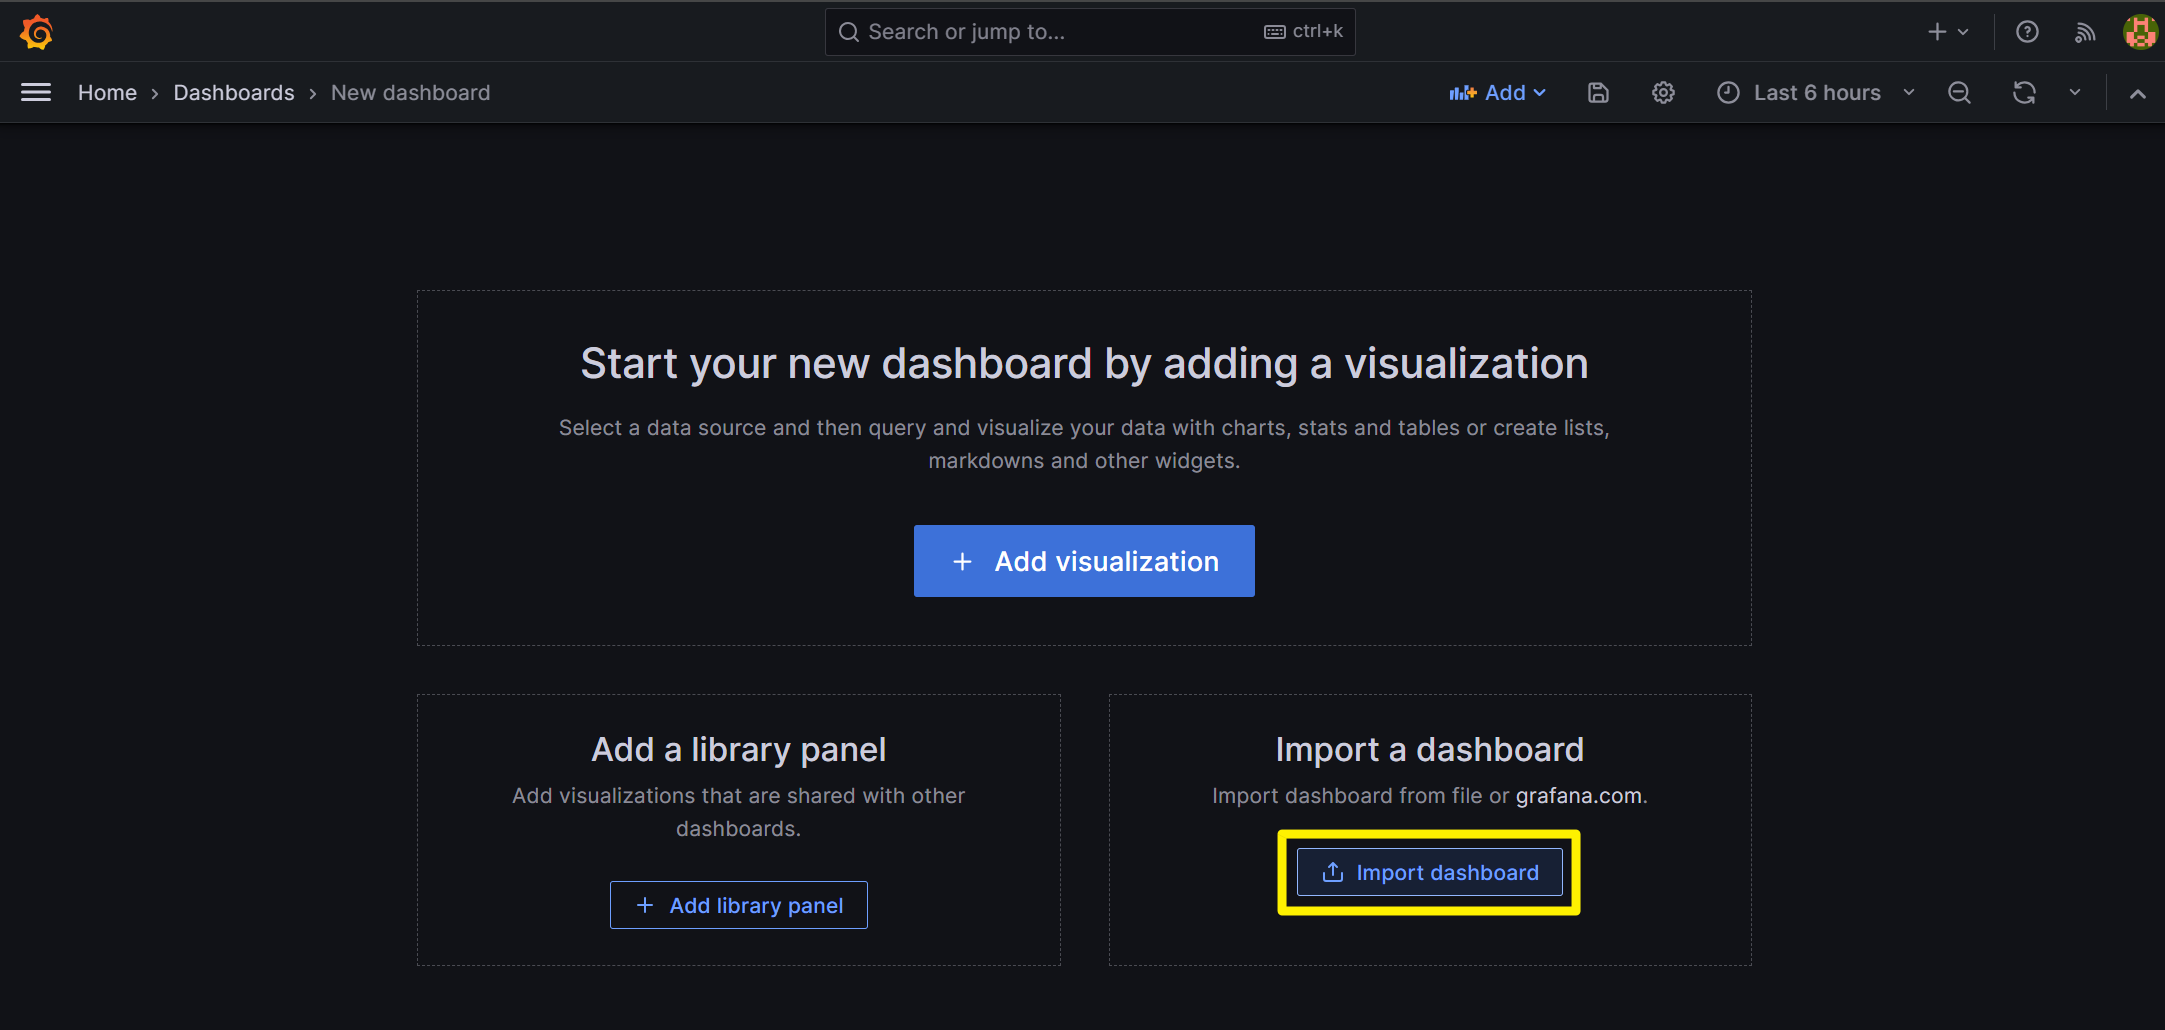 Search or jump to...
ctrl+k
Home
Dashboards
New dashboard
Add
Last 6 hours
Start your new dashboard by adding a visualization
Select a data source and then query and visualize your data with charts, stats and tables or create lists,
markdowns and other widgets.
Add visualization
Add a library panel
Add visualizations that are shared with other
dashboards.
Add library panel
Import a dashboard
Import dashboard from file or grafana.com.
Import dashboard